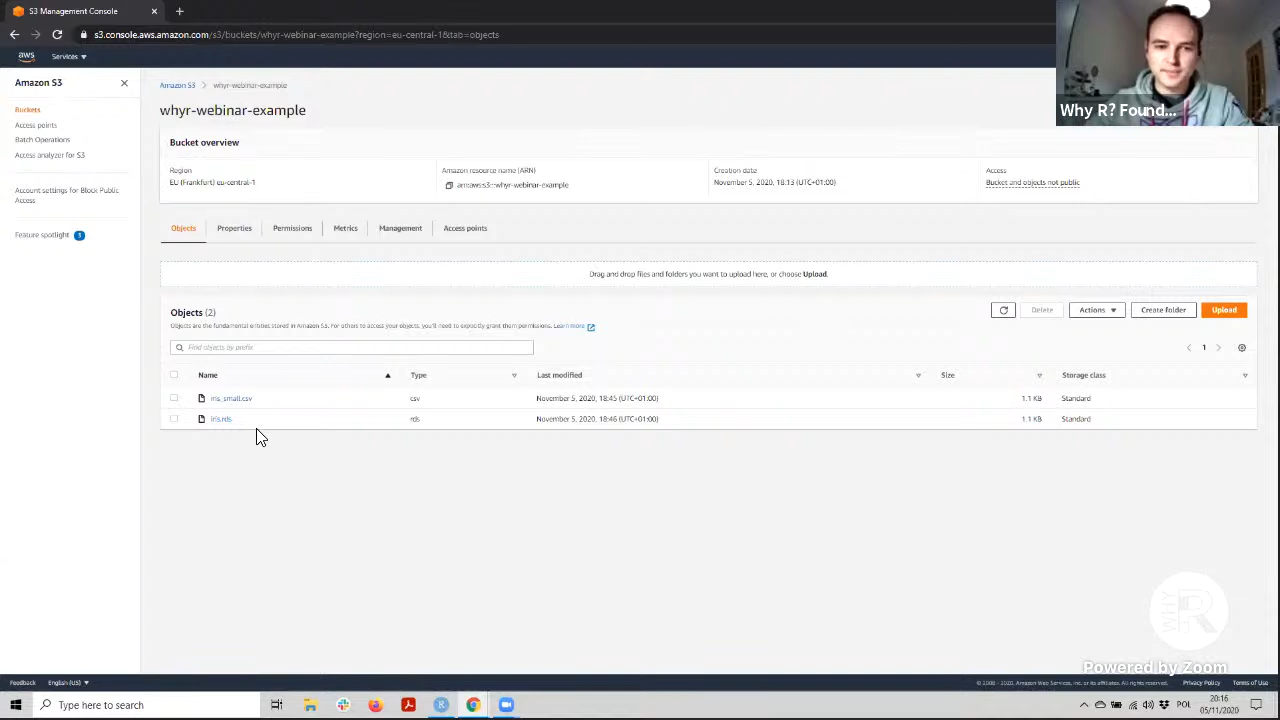 S3 Management Console
s3.console.aws.amazon.com/s3/buckets/whyr-webinar-example?region=eu-central-1&tab=objects
aws Services
Why R? Found...
Amazon S3
Buckets
Access points
Batch Operations
Access analyzer for S3
Account settings for Block Public
Access
Feature spotlight 3
Amazon S3 > whyr-webinar-example
whyr-webinar-example
Bucket overview
Region
EU (Frankfurt) eu-central-1
Amazon resource name (ARN)
arn:aws:s3:::whyr-webinar-example
Creation date
November 5, 2020, 18:13 (UTC+01:00)
Access
Bucket and objects not public
Objects Properties Permissions Metrics Management Access points
Drag and drop files and folders you want to upload here, or choose Upload.
Objects (2)
Objects are the fundamental entities stored in Amazon S3. For others to access your objects, you'll need to explicitly grant them permissions. Learn more
Delete Actions Create folder Upload
Find objects by prefix
1
Name Type Last modified Size Storage class
iris_small.csv csv November 5, 2020, 18:45 (UTC+01:00) 1.1 KB Standard
iris.rds rds November 5, 2020, 18:46 (UTC+01:00) 1.1 KB Standard
WHY R
Powered by Zoom
Feedback English (US) © 2008 - 2020, Amazon Web Services, Inc. or its affiliates. All rights reserved. Privacy Policy Terms of Use
Type here to search
POL
20:16
05/11/2020